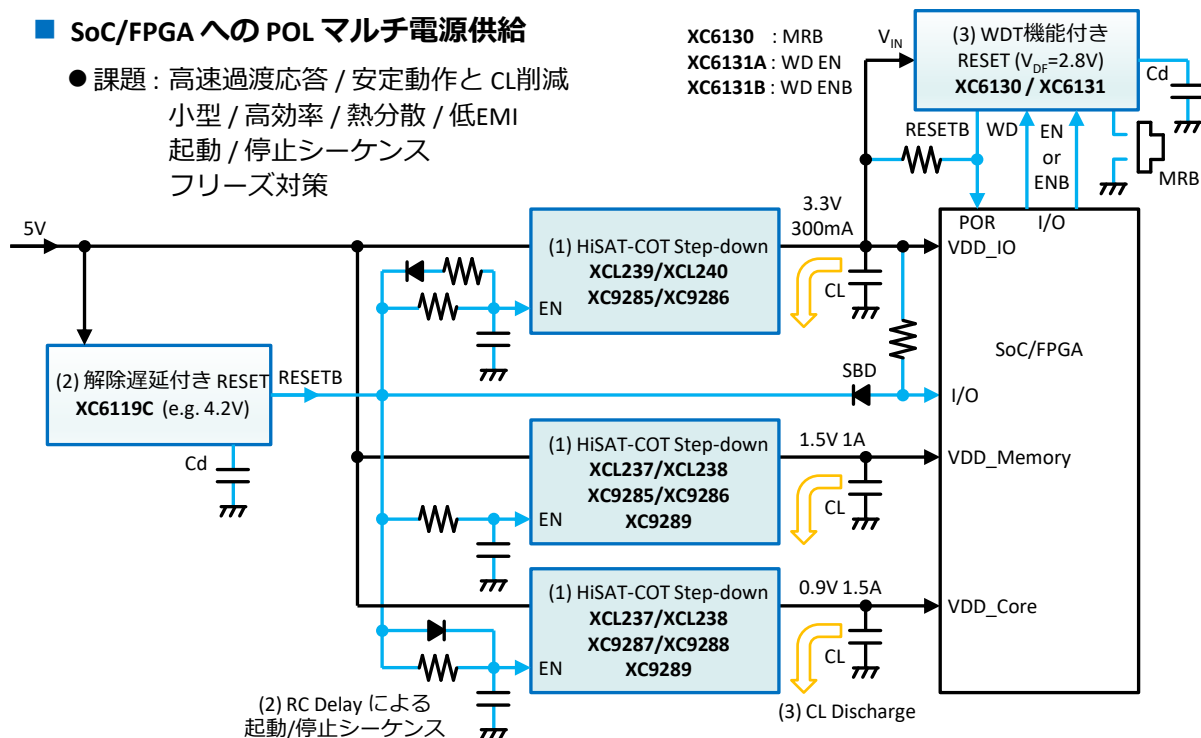 ■ SoC/FPGA への POL マルチ電源供給
● 課題 : 高速過渡応答 / 安定動作と CL削減
小型 / 高効率 / 熱分散 / 低EMI
起動 / 停止シーケンス
フリーズ対策
XC6130 : MRB
XC6131A : WD EN
XC6131B : WD ENB
VIN
(3) WDT機能付き
RESET (VDF=2.8V)
XC6130 / XC6131
Cd
RESETB
WD
EN
or
ENB
MRB
5V
(1) HiSAT-COT Step-down
XCL239/XCL240
XC9285/XC9286
EN
3.3V
300mA
CL
POR
I/O
VDD_IO
SoC/FPGA
(2) 解除遅延付き RESET
XC6119C (e.g. 4.2V)
RESETB
Cd
SBD
I/O
(1) HiSAT-COT Step-down
XCL237/XCL238
XC9285/XC9286
XC9289
EN
1.5V 1A
CL
VDD_Memory
(1) HiSAT-COT Step-down
XCL237/XCL238
XC9287/XC9288
XC9289
EN
0.9V 1.5A
CL
VDD_Core
(2) RC Delay による
起動/停止シーケンス
(3) CL Discharge